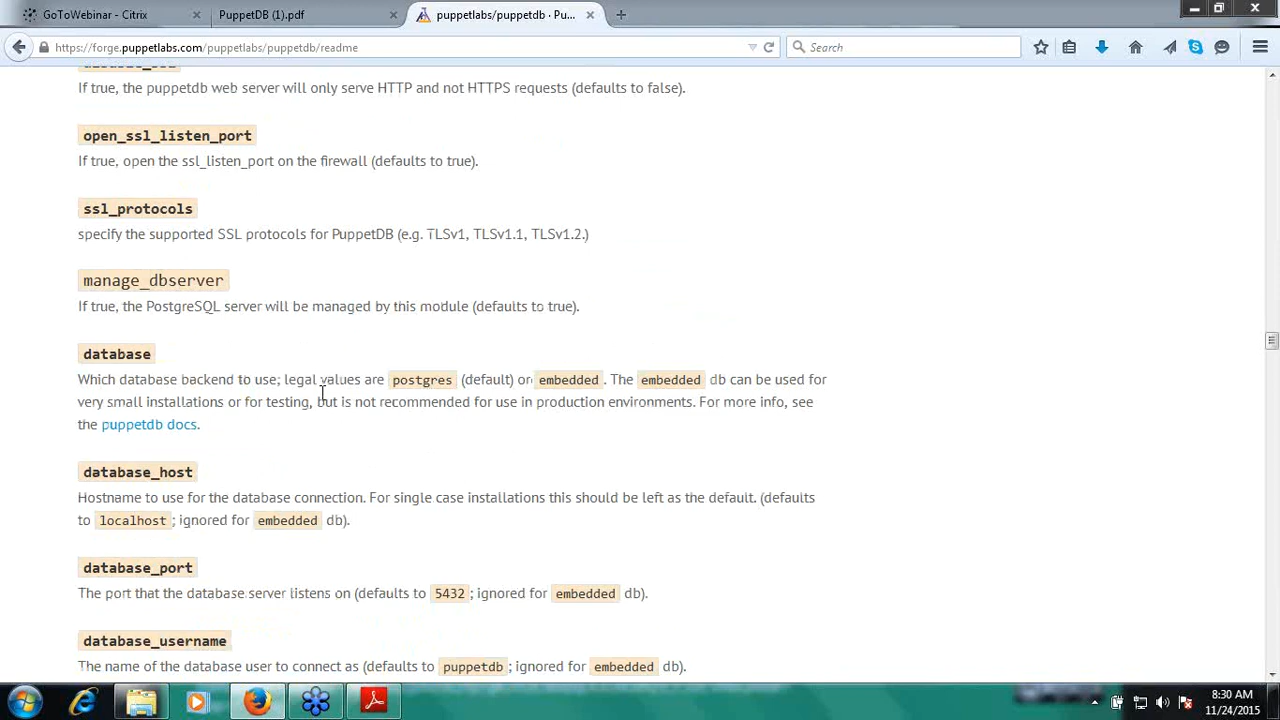 GoToWebinar - Citrix
PuppetDB (1).pdf
puppetlabs/puppetdb · Pu...
https://forge.puppetlabs.com/puppetlabs/puppetdb/readme
Search
If true, the puppetdb web server will only serve HTTP and not HTTPS requests (defaults to false).
open_ssl_listen_port
If true, open the ssl_listen_port on the firewall (defaults to true).
ssl_protocols
specify the supported SSL protocols for PuppetDB (e.g. TLSv1, TLSv1.1, TLSv1.2.)
manage_dbserver
If true, the PostgreSQL server will be managed by this module (defaults to true).
database
Which database backend to use; legal values are postgres (default) or embedded. The embedded db can be used for
very small installations or for testing, but is not recommended for use in production environments. For more info, see
the puppetdb docs.
database_host
Hostname to use for the database connection. For single case installations this should be left as the default. (defaults
to localhost; ignored for embedded db).
database_port
The port that the database server listens on (defaults to 5432; ignored for embedded db).
database_username
The name of the database user to connect as (defaults to puppetdb; ignored for embedded db).
8:30 AM
11/24/2015